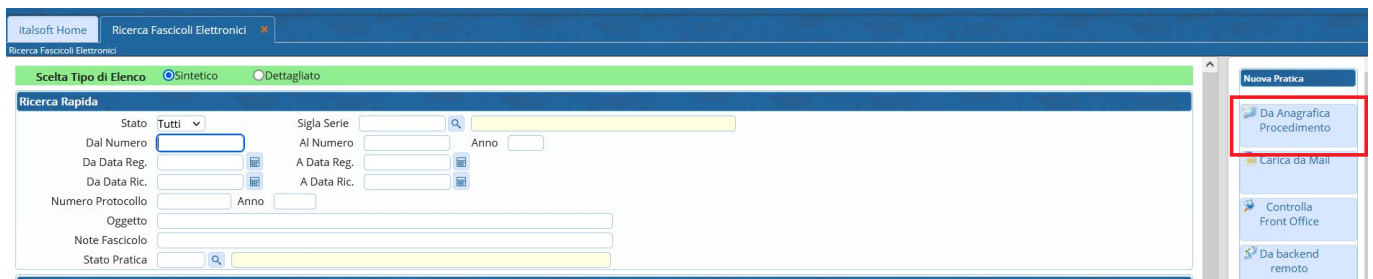 italsoft Home
Ricerca Fascicoli Elettronici ×
Ricerca Fascicoli Elettronici
Scelta Tipo di Elenco Sintetico Dettagliato
Ricerca Rapida
Stato Tutti Sigla Serie
Dal Numero Al Numero Anno
Da Data Reg. A Data Reg.
Da Data Ric. A Data Ric.
Numero Protocollo Anno
Oggetto
Note Fascicolo
Stato Pratica
Nuova Pratica
Da Anagrafica
Procedimento
Carica da Mail
Controlla
Front Office
Da backend
remoto